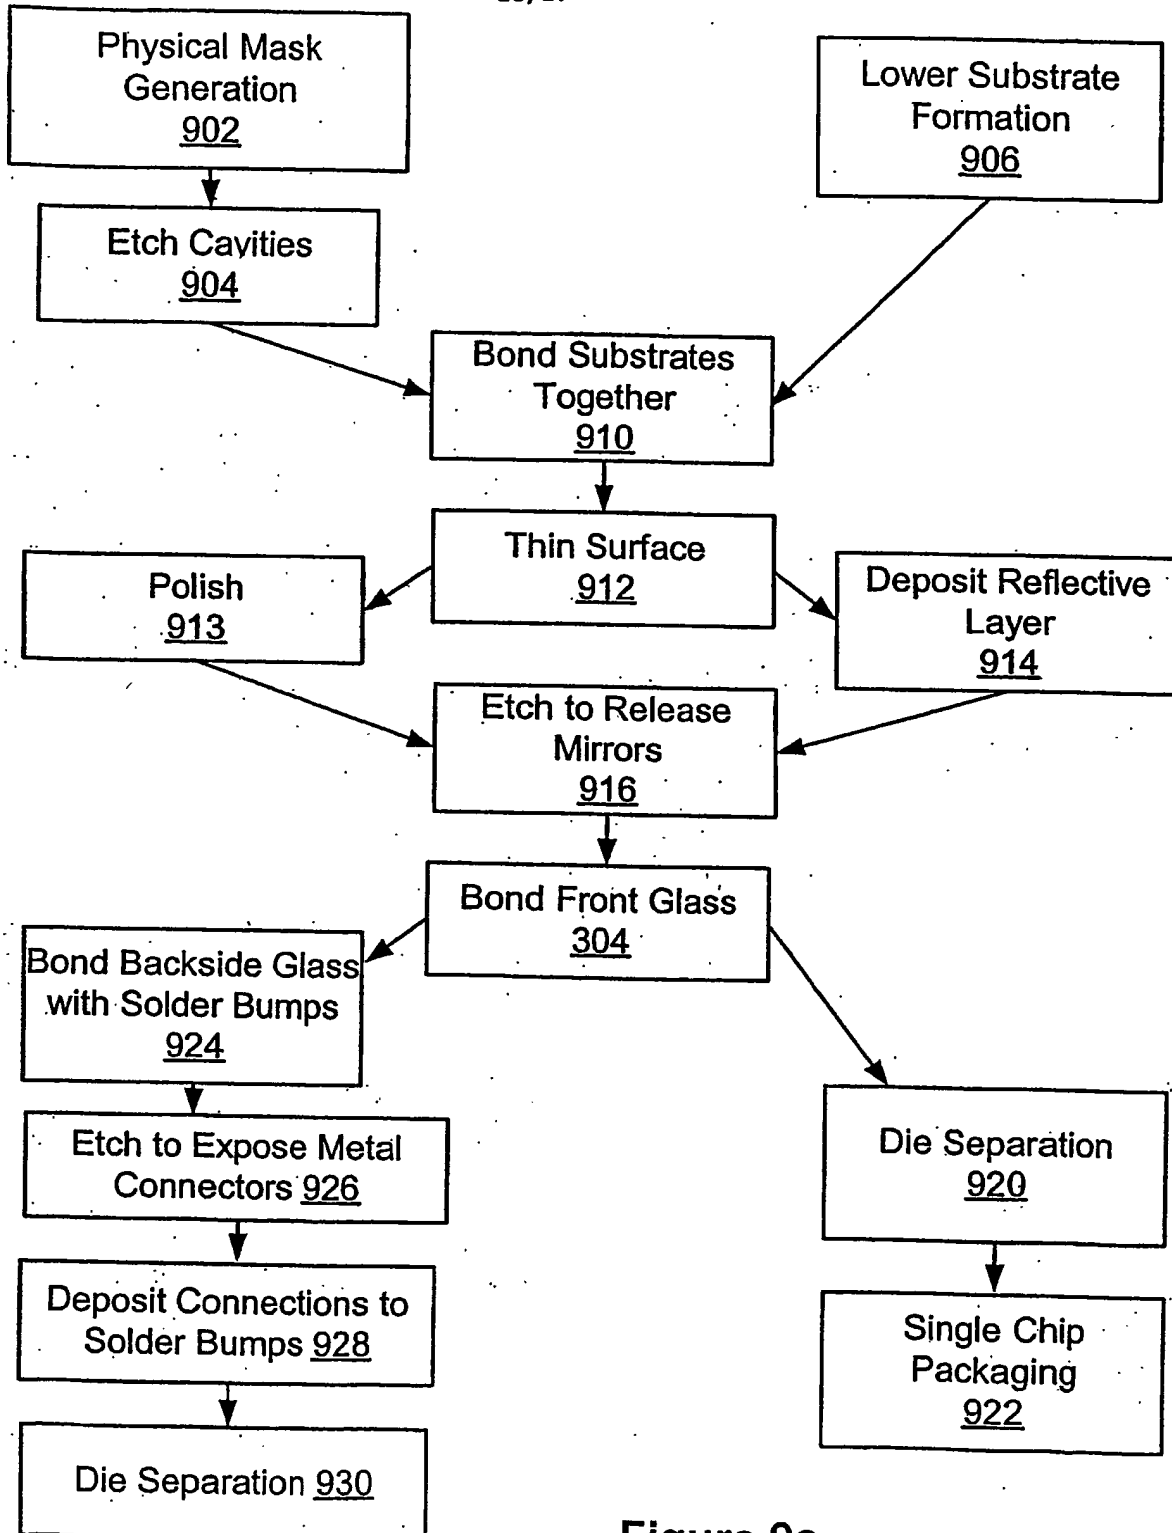 Physical Mask
Generation
902
Lower Substrate
Formation
906
Etch Cavities
904
Bond Substrates
Together
910
Thin Surface
912
Polish
913
Deposit Reflective
Layer
914
Etch to Release
Mirrors
916
Bond Front Glass
304
Bond Backside Glass
with Solder Bumps
924
Etch to Expose Metal
Connectors 926
Die Separation
920
Deposit Connections to
Solder Bumps 928
Single Chip
Packaging
922
Die Separation 930